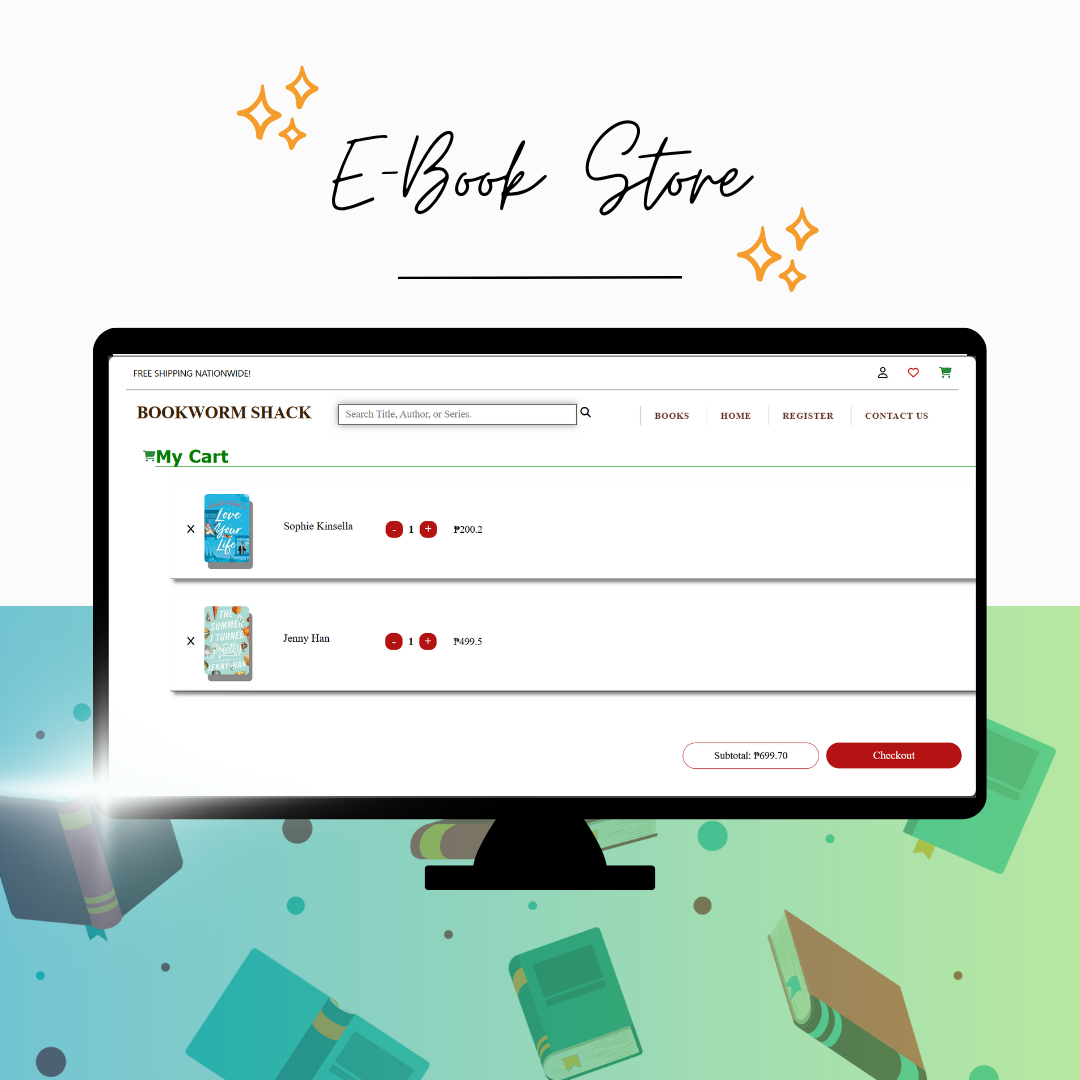 E-Book Store
FREE SHIPPING NATIONWIDE!
BOOKWORM SHACK
Search Title, Author, or Series.
BOOKS
HOME
REGISTER
CONTACT US
My Cart
X
Love
Your
Life
Sophie Kinsella
- 1 +
₱200.2
X
THE
SUMMER
I TURNED
Pretty
JENNY HAN
Jenny Han
- 1 +
₱499.5
Subtotal: ₱699.70
Checkout